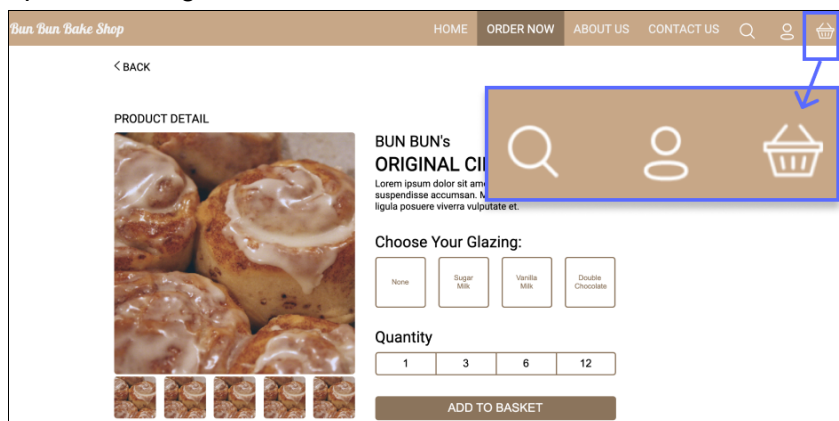 Bun Bun Bake Shop
HOME ORDER NOW ABOUT US CONTACT US
< BACK
PRODUCT DETAIL
BUN BUN's
ORIGINAL CI
Lorem ipsum dolor sit ame
suspendisse accumsan. M
ligula posuere viverra vulputate et.
Choose Your Glazing:
None
Sugar
Milk
Vanilla
Milk
Double
Chocolate
Quantity
1 3 6 12
ADD TO BASKET